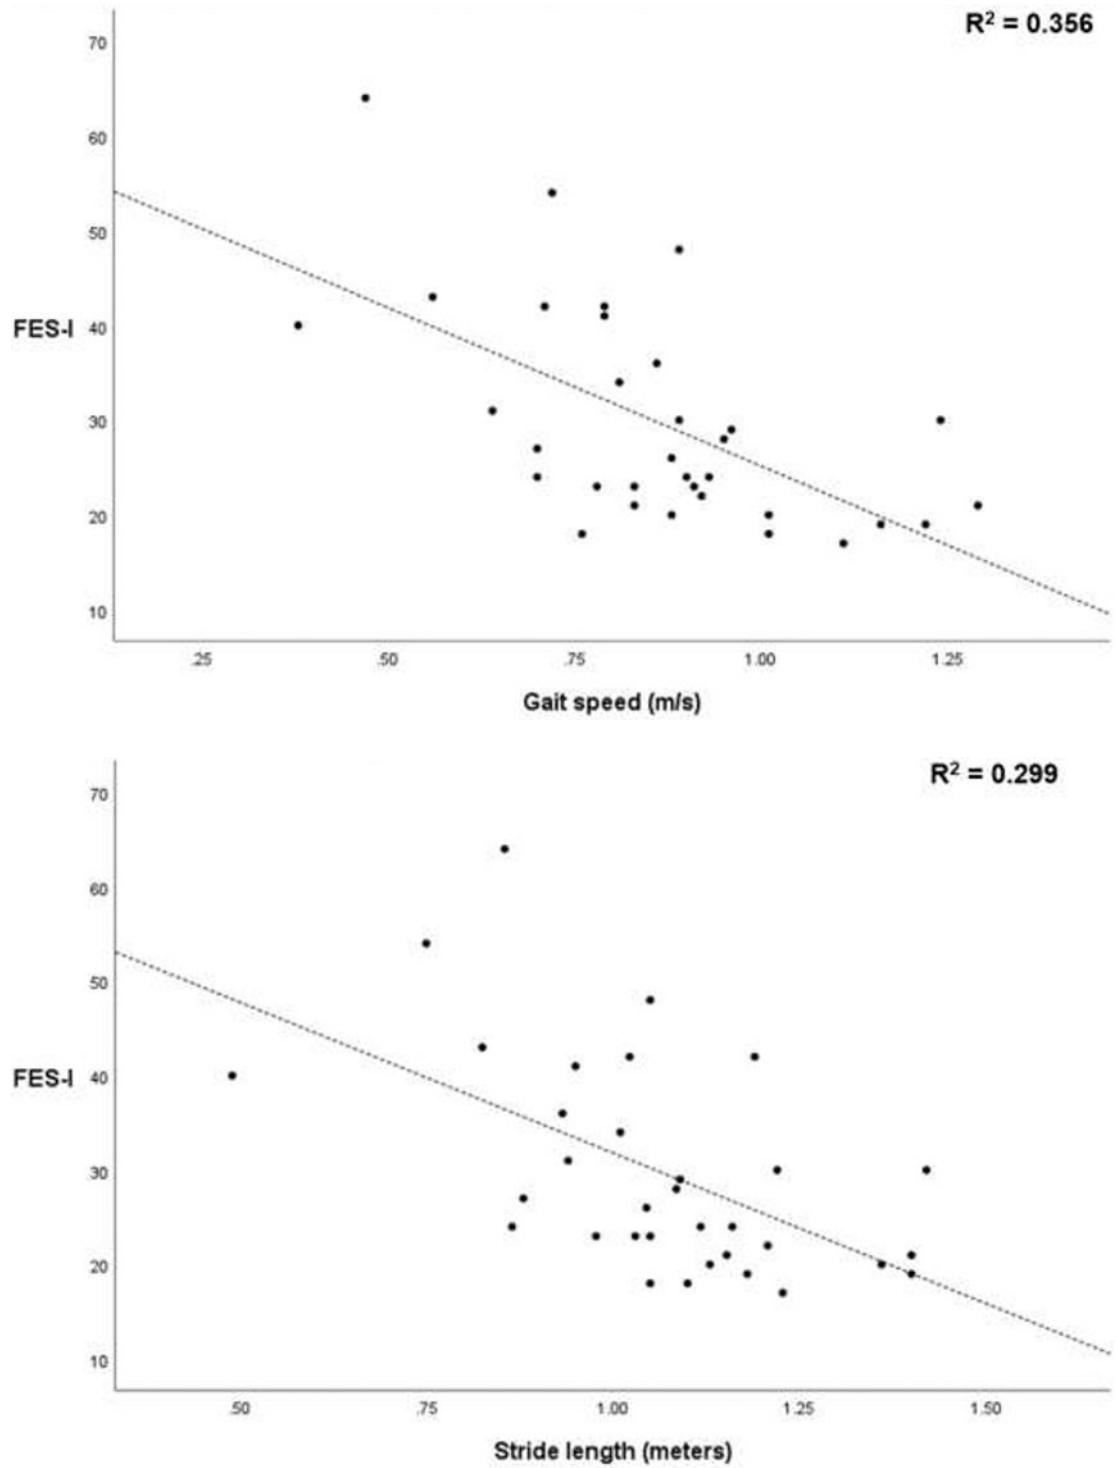 R² = 0.356
70
60
50
FES-I 40
30
20
10
.25 .50 .75 1.00 1.25
Gait speed (m/s)
R² = 0.299
70
60
50
FES-I 40
30
20
10
.50 .75 1.00 1.25 1.50
Stride length (meters)